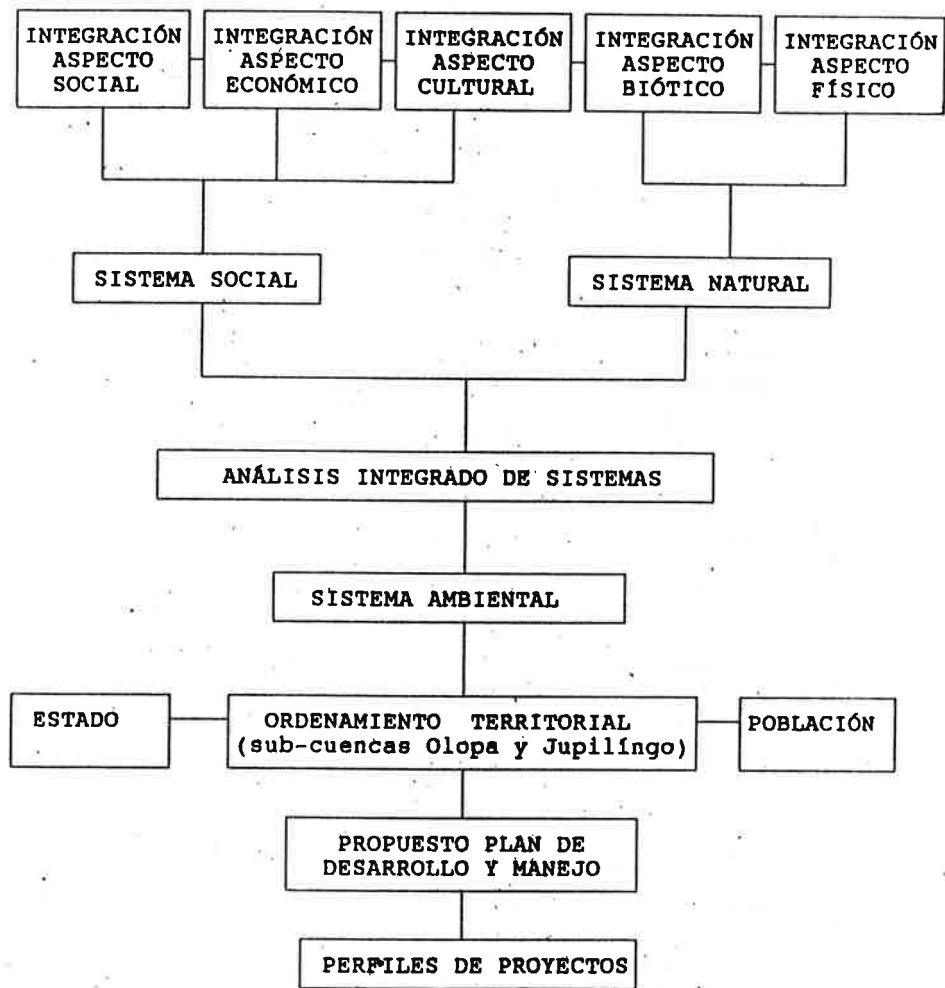 INTEGRACIÓN
ASPECTO
SOCIAL
INTEGRACIÓN
ASPECTO
ECONÓMICO
INTEGRACIÓN
ASPECTO
CULTURAL
INTEGRACIÓN
ASPECTO
BIÓTICO
INTEGRACIÓN
ASPECTO
FÍSICO
SISTEMA SOCIAL
SISTEMA NATURAL
ANÁLISIS INTEGRADO DE SISTEMAS
SISTEMA AMBIENTAL
ESTADO
ORDENAMIENTO TERRITORIAL
(sub-cuencas Olopa y Jupilíngo)
POBLACIÓN
PROPUESTO PLAN DE
DESARROLLO Y MANEJO
PERFILES DE PROYECTOS